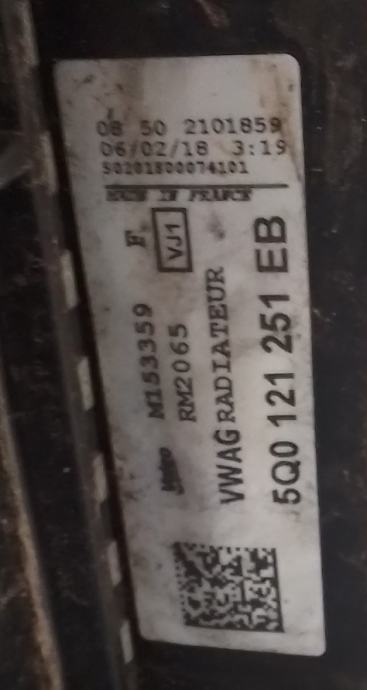 08 50 2101859
06/02/18 3:19
S0201800074101
MADE IN FRANCE
F VJ1
Valeo M153359
RM2065
VWAG RADIATEUR
5Q0 121 251 EB